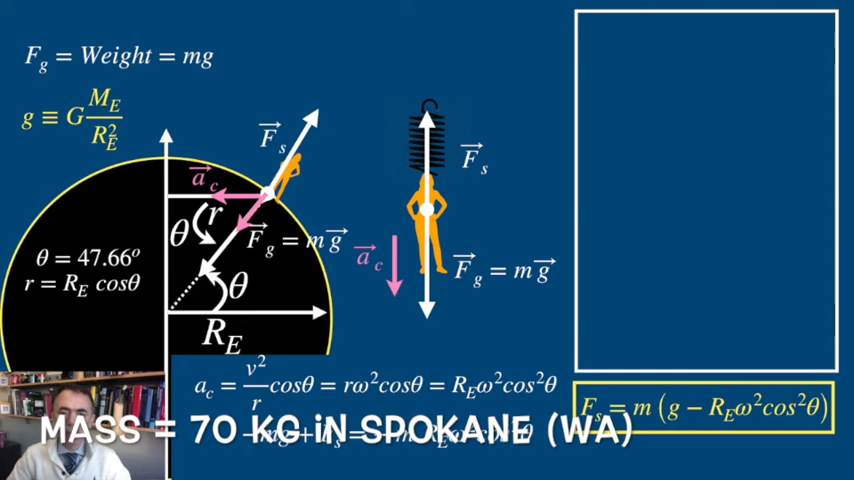 F_g = Weight = mg
g ≡ G M_E / R_E^2
F_s
a_c
r
θ
F_g = mg
θ = 47.66°
r = R_E cosθ
θ
R_E
F_s
a_c
F_g = mg
a_c = v^2 / r cosθ = rω^2cosθ = R_Eω^2cos^2θ
F_s = m (g − R_Eω^2cos^2θ)
MASS = 70 KG IN SPOKANE (WA)